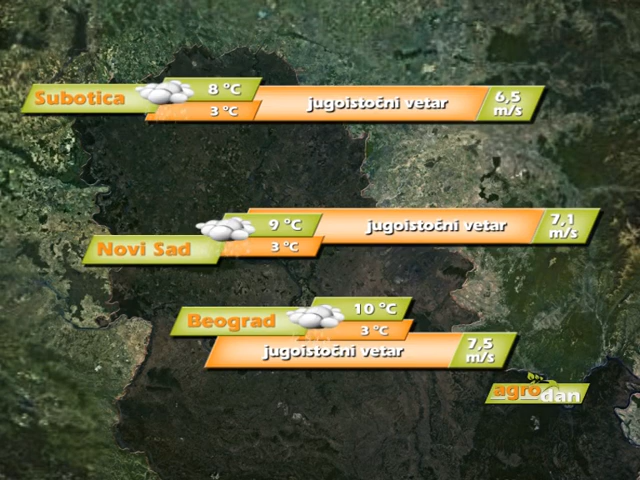 Subotica
8 °C
3 °C
jugoistočni vetar
6,5
m/s
Novi Sad
9 °C
3 °C
jugoistočni vetar
7,1
m/s
Beograd
10 °C
3 °C
jugoistočni vetar
7,5
m/s
agro
dan